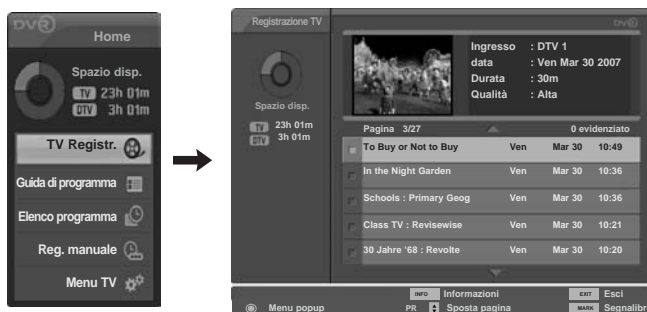 DVR
Home
Spazio disp.
TV 23h 01m
DTV 3h 01m
TV Registr.
Guida di programma
Elenco programma
Reg. manuale
Menu TV
Registrazione TV
DVR
Spazio disp.
TV 23h 01m
DTV 3h 01m
Ingresso : DTV 1
data : Ven Mar 30 2007
Durata : 30m
Qualità : Alta
Pagina 3/27 0 evidenziato
To Buy or Not to Buy Ven Mar 30 10:49
In the Night Garden Ven Mar 30 10:36
Schools : Primary Geog Ven Mar 30 10:36
Class TV : Revisewise Ven Mar 30 10:21
30 Jahre '68 : Revolte Ven Mar 30 10:20
INFO Informazioni EXIT Esci
Menu popup PR Sposta pagina MARK Segnalibr